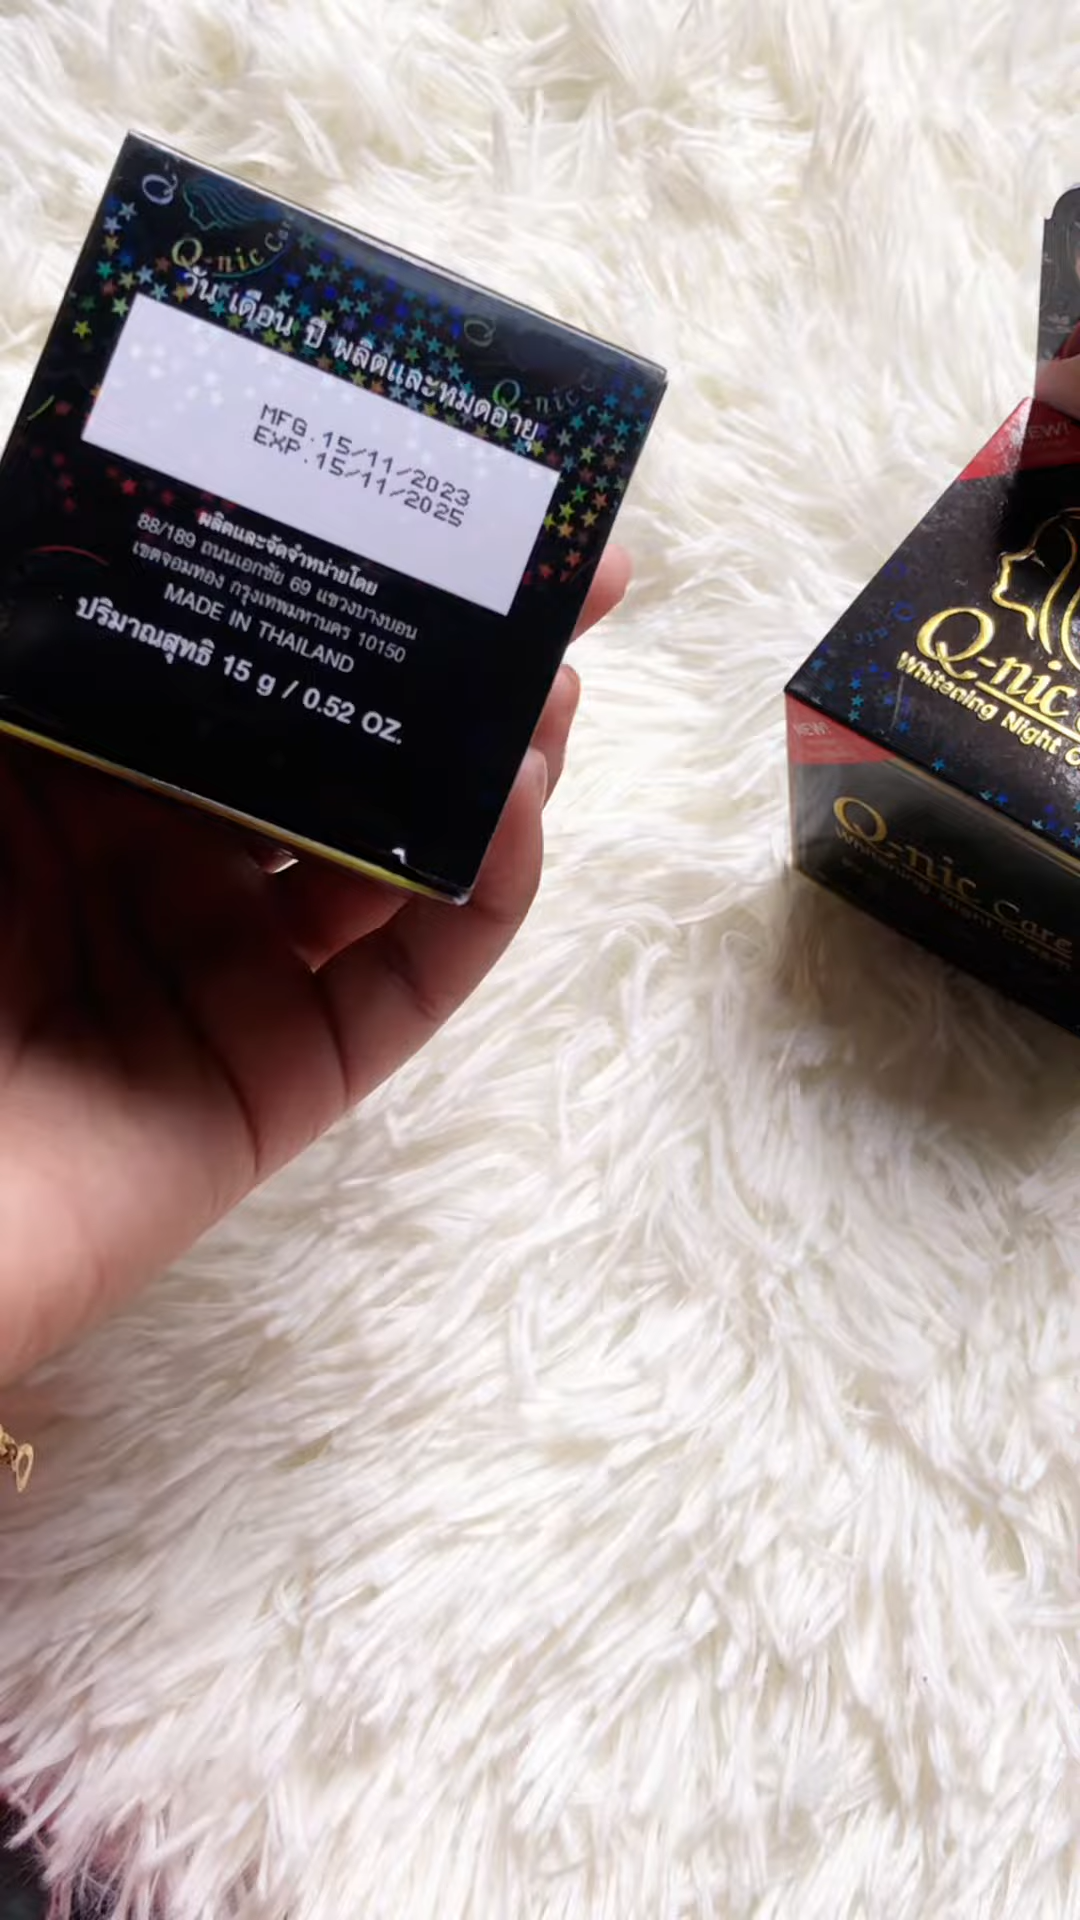 Q-nic Care
วัน เดือน ปี ผลิตและหมดอายุ
Q-nic
MFG.15/11/2023
EXP.15/11/2025
ผลิตและจัดจำหน่ายโดย
88/189 ถนนเอกชัย 69 แขวงบางบอน
เขตจอมทอง กรุงเทพมหานคร 10150
MADE IN THAILAND
ปริมาณสุทธิ 15 g / 0.52 OZ.
NEW!
Q-nic
Whitening Night
NEW!
Q-nic Care
Whitening Night Cream